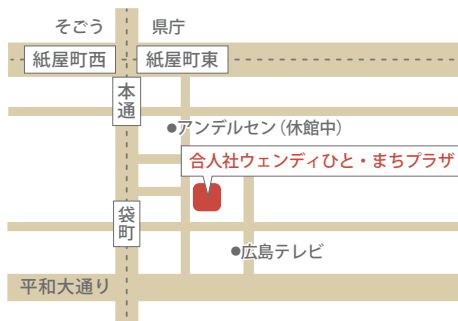 そごう
県庁
紙屋町西
紙屋町東
本通
アンデルセン（休館中）
合人社ウェンディひと・まちプラザ
袋町
広島テレビ
平和大通り